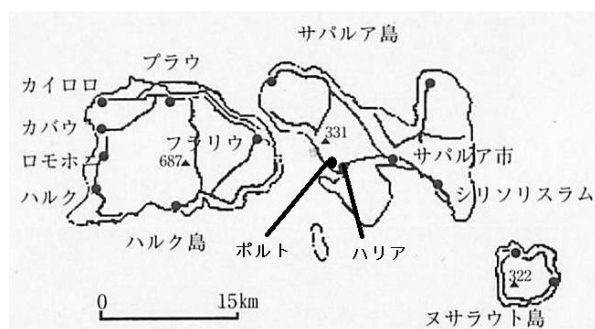 サパルア島
プラウ
カイロロ
カバウ
フラリウ
331
ロモホニ
687
サパルア市
ハルク
シリソリスラム
ポルト
ハリア
ハルク島
322
0
15km
ヌサラウト島